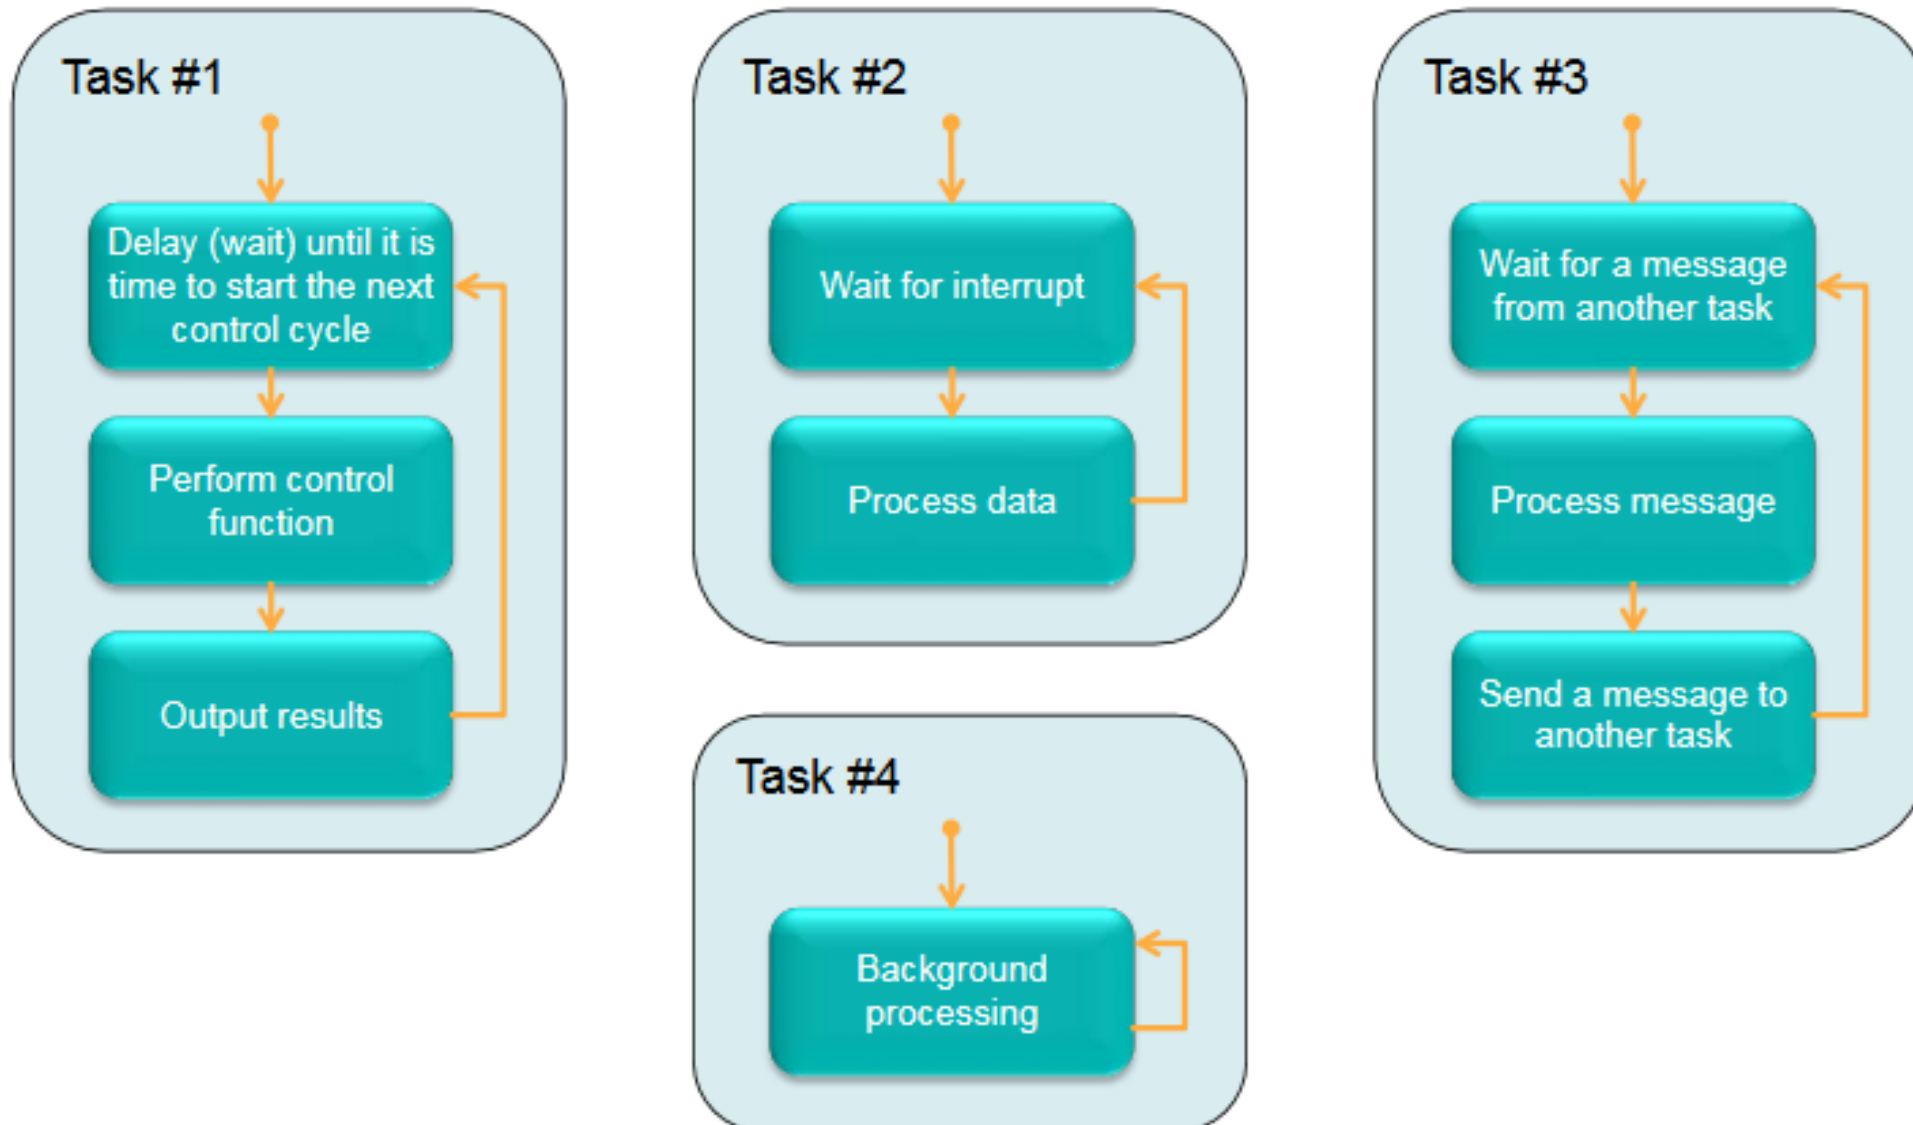 Task #1
Delay (wait) until it is
time to start the next
control cycle
Perform control
function
Output results
Task #2
Wait for interrupt
Process data
Task #3
Wait for a message
from another task
Process message
Send a message to
another task
Task #4
Background
processing